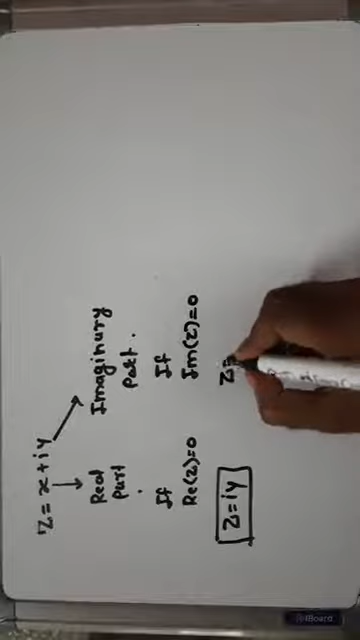 Z = x + iy
Real
Part
If
Re(z)=0
Z=iy
Imaginary
Part.
If
Im(z)=0
Z=